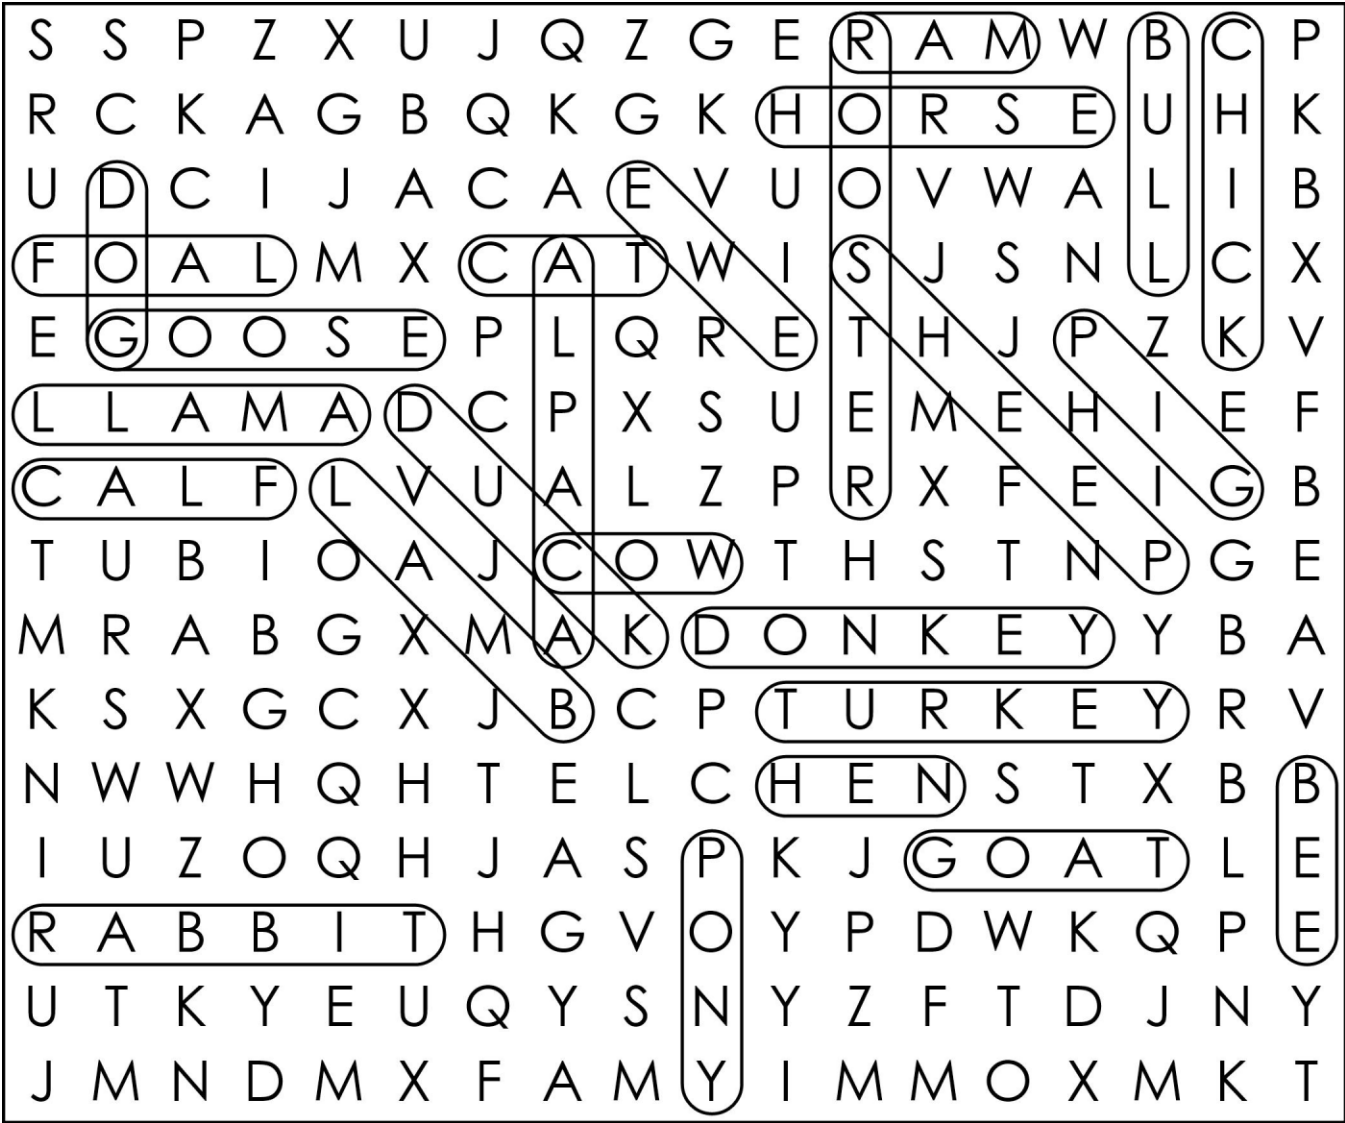 S S P Z X U J Q Z G E R A M W B C P
R C K A G B Q K G K H O R S E U H K
U D C I J A C A E V U O V W A L I B
F O A L M X C A T W I S J S N L C X
E G O O S E P L Q R E T H J P Z K V
L L A M A D C P X S U E M E H I E F
C A L F L V U A L Z P R X F E I G B
T U B I O A J C O W T H S T N P G E
M R A B G X M A K D O N K E Y Y B A
K S X G C X J B C P T U R K E Y R V
N W W H Q H T E L C H E N S T X B B
I U Z O Q H J A S P K J G O A T L E
R A B B I T H G V O Y P D W K Q P E
U T K Y E U Q Y S N Y Z F T D J N Y
J M N D M X F A M Y I M M O X M K T